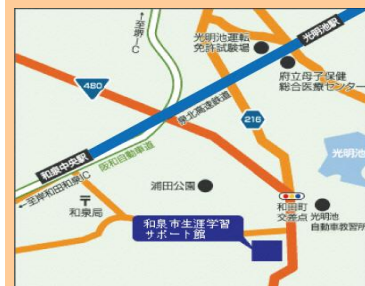 至堺IC
光明池運転
免許試験場
光明池駅
府立母子保健
総合医療センター
480
泉北高速鉄道
218
光明池
和泉中央駅
阪和自動車道
至岸和田和泉IC
和泉局
浦田公園
和田町
交差点
光明池
自動車教習所
和泉市生涯学習
サポート館